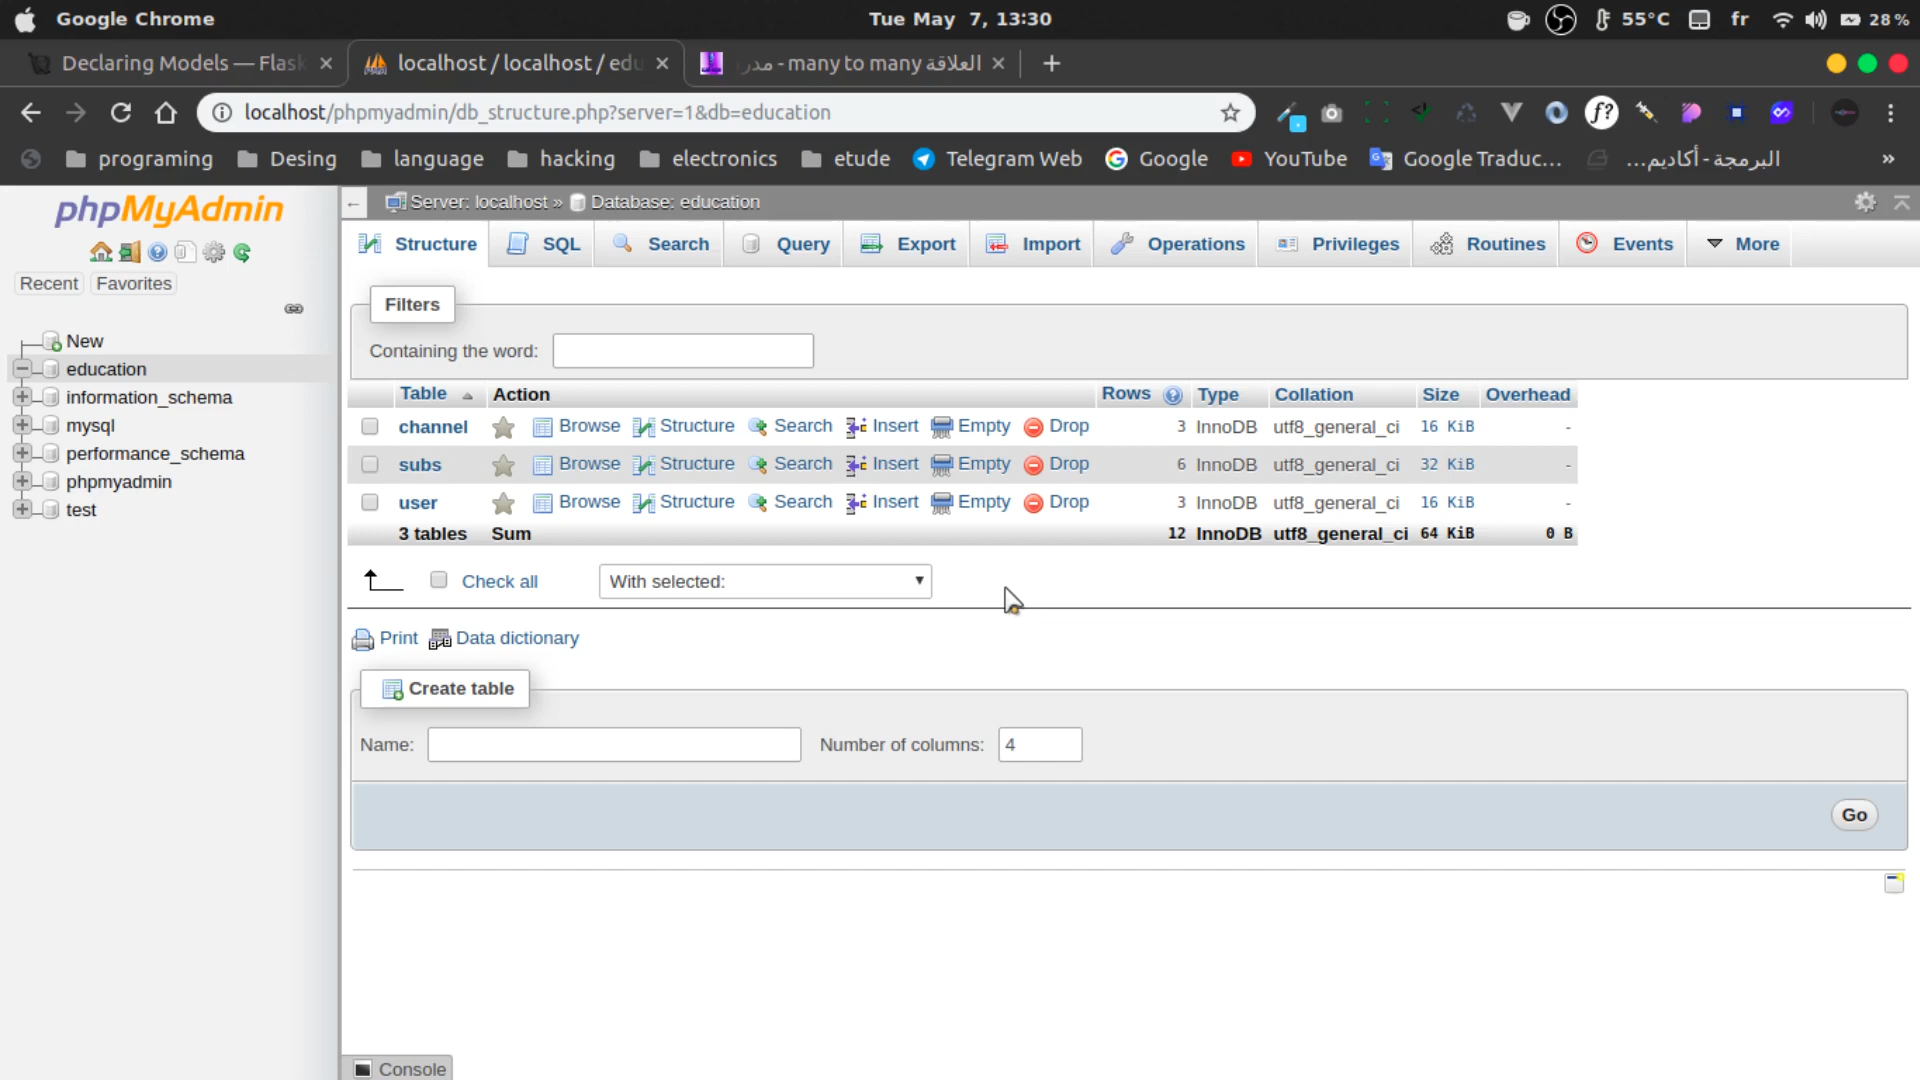 Google Chrome
Tue May 7, 13:30
55°C fr 28 %
Declaring Models — Flask
localhost / localhost / edu
العلاقة many to many - مدر
localhost/phpmyadmin/db_structure.php?server=1&db=education
f?
programing Desing language hacking electronics etude Telegram Web Google YouTube Google Traduc... البرمجة - أكاديم... »
phpMyAdmin
Recent Favorites
New
education
information_schema
mysql
performance_schema
phpmyadmin
test
Server: localhost » Database: education
Structure SQL Search Query Export Import Operations Privileges Routines Events More
Filters
Containing the word:
Table Action Rows Type Collation Size Overhead
channel Browse Structure Search Insert Empty Drop 3 InnoDB utf8_general_ci 16 KiB -
subs Browse Structure Search Insert Empty Drop 6 InnoDB utf8_general_ci 32 KiB -
user Browse Structure Search Insert Empty Drop 3 InnoDB utf8_general_ci 16 KiB -
3 tables Sum 12 InnoDB utf8_general_ci 64 KiB 0 B
Check all With selected:
Print Data dictionary
Create table
Name: Number of columns: 4
Go
Console